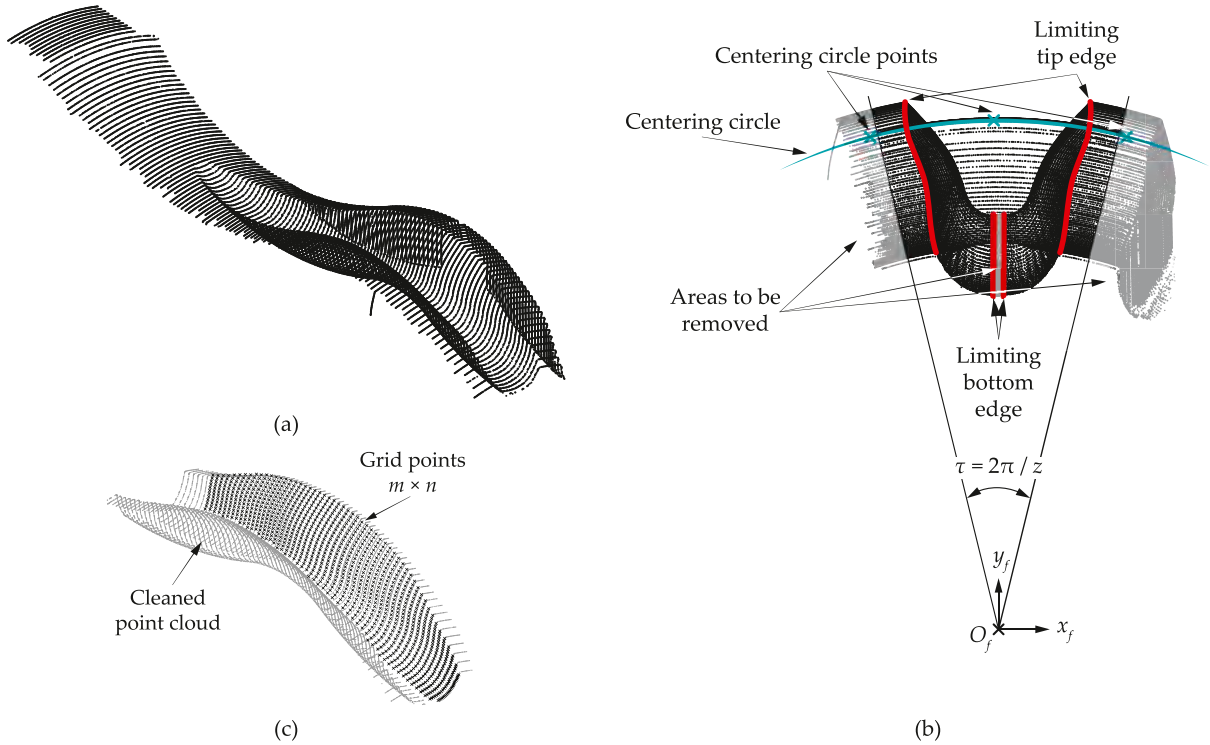 (a)
Centering circle points
Limiting
tip edge
Centering circle
Areas to be
removed
Limiting
bottom
edge
τ = 2π / z
y_f
O_f
x_f
(b)
Grid points
m × n
Cleaned
point cloud
(c)